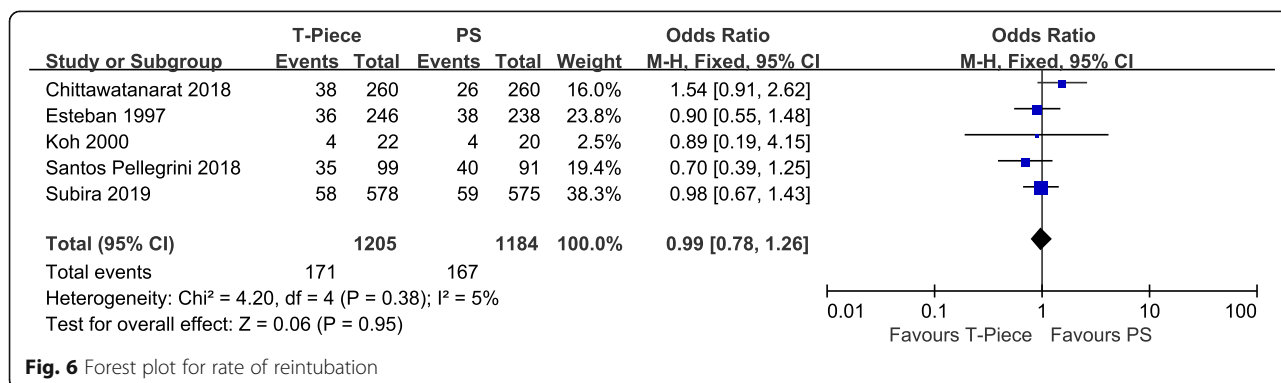 T-Piece PS Odds Ratio Odds Ratio
Study or Subgroup Events Total Events Total Weight M-H, Fixed, 95% CI M-H, Fixed, 95% CI
Chittawatanarat 2018 38 260 26 260 16.0% 1.54 [0.91, 2.62]
Esteban 1997 36 246 38 238 23.8% 0.90 [0.55, 1.48]
Koh 2000 4 22 4 20 2.5% 0.89 [0.19, 4.15]
Santos Pellegrini 2018 35 99 40 91 19.4% 0.70 [0.39, 1.25]
Subira 2019 58 578 59 575 38.3% 0.98 [0.67, 1.43]
Total (95% CI) 1205 1184 100.0% 0.99 [0.78, 1.26]
Total events 171 167
Heterogeneity: Chi² = 4.20, df = 4 (P = 0.38); I² = 5%
Test for overall effect: Z = 0.06 (P = 0.95)
0.01 0.1 1 10 100
Favours T-Piece Favours PS
Fig. 6 Forest plot for rate of reintubation